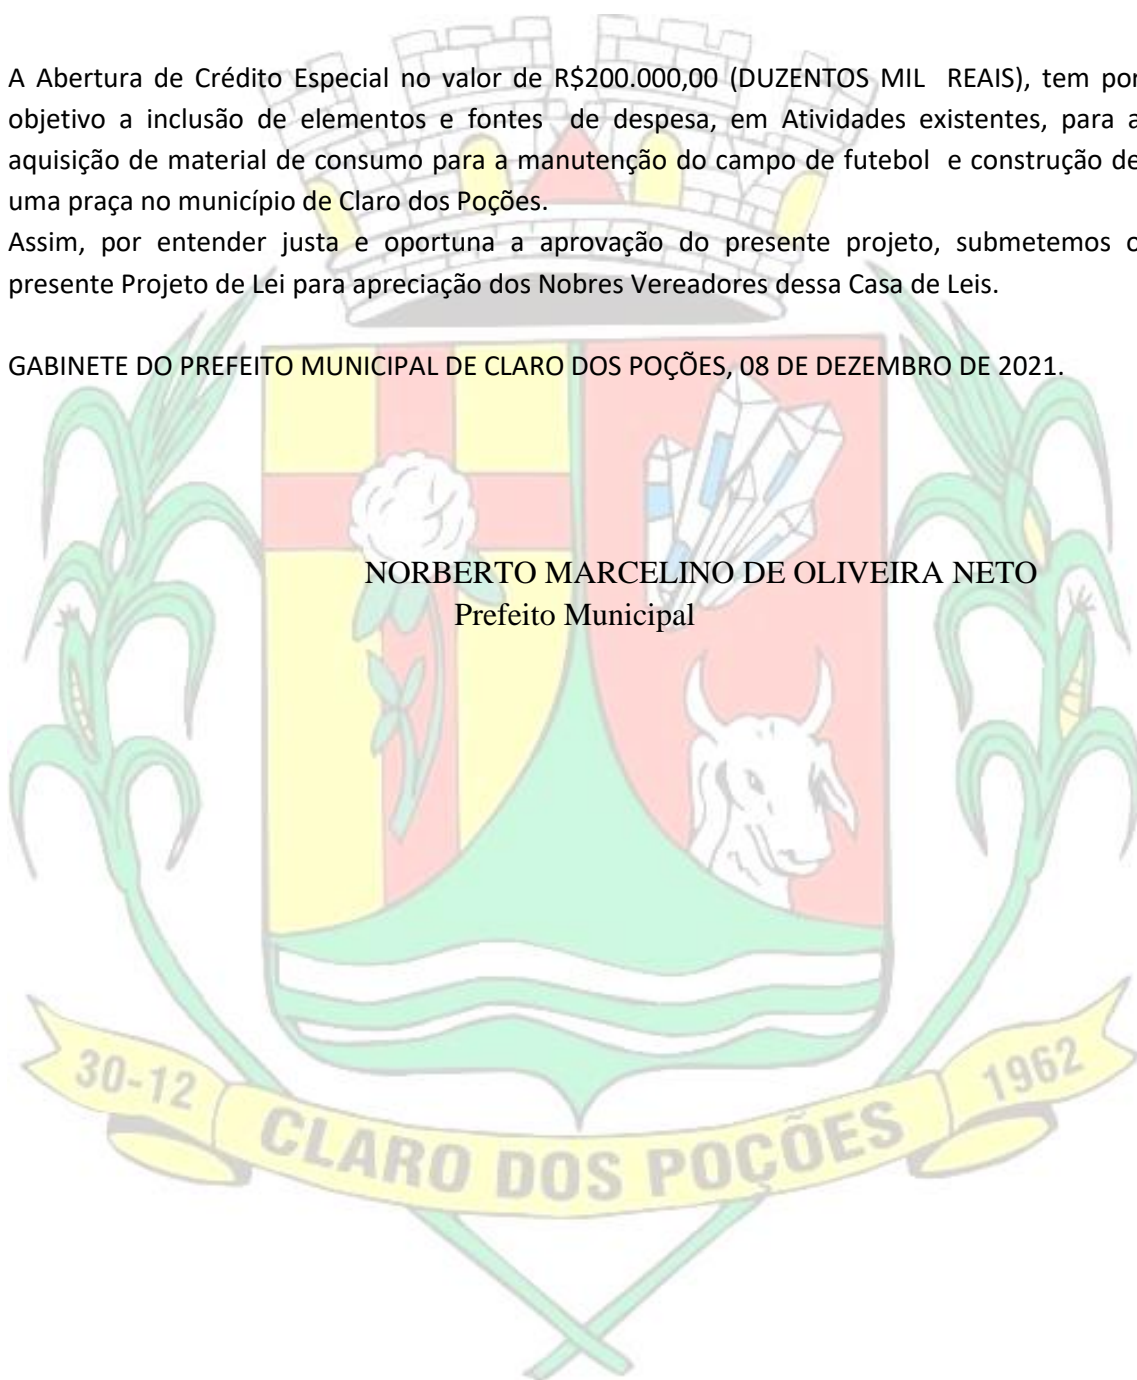 A Abertura de Crédito Especial no valor de R$200.000,00 (DUZENTOS MIL REAIS), tem por
objetivo a inclusão de elementos e fontes de despesa, em Atividades existentes, para a
aquisição de material de consumo para a manutenção do campo de futebol e construção de
uma praça no município de Claro dos Poções.
Assim, por entender justa e oportuna a aprovação do presente projeto, submetemos o
presente Projeto de Lei para apreciação dos Nobres Vereadores dessa Casa de Leis.
GABINETE DO PREFEITO MUNICIPAL DE CLARO DOS POÇÕES, 08 DE DEZEMBRO DE 2021.
NORBERTO MARCELINO DE OLIVEIRA NETO
Prefeito Municipal
30-12 CLARO DOS POÇÕES 1962